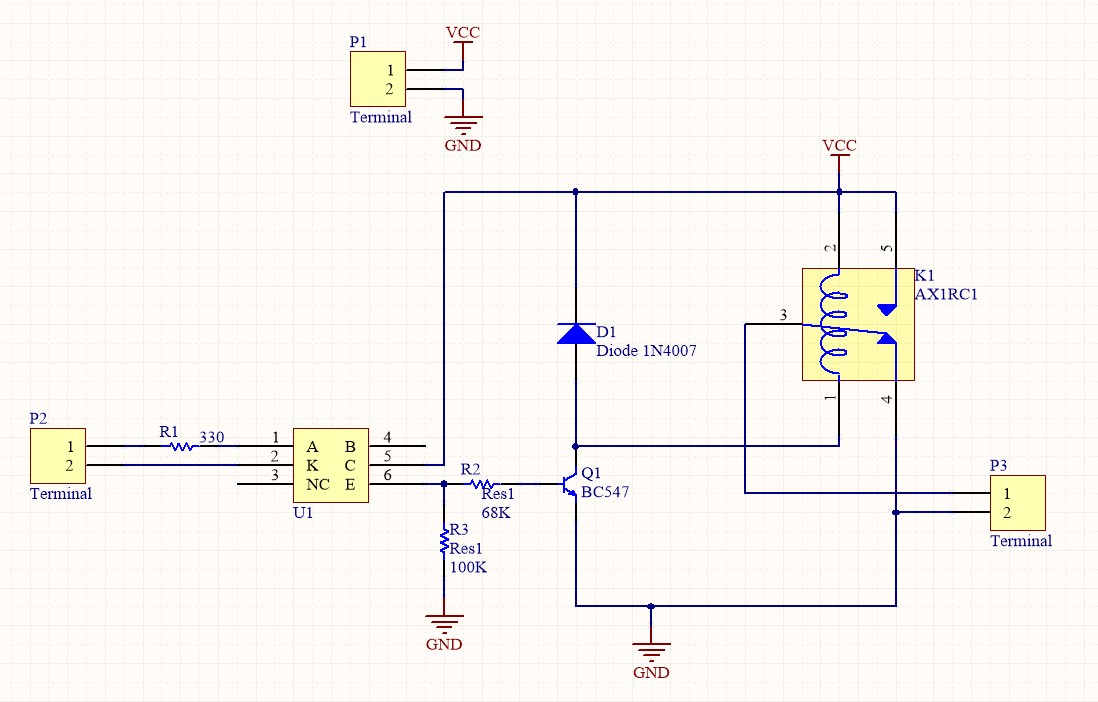 VCC
P1
1
2
Terminal
GND
VCC
2
5
K1
AX1RC1
3
D1
Diode 1N4007
1
4
P2
R1
330
1
2
Terminal
1
2
3
A
K
NC
B
C
E
4
5
6
U1
R2
Res1
68K
Q1
BC547
R3
Res1
100K
GND
GND
P3
1
2
Terminal